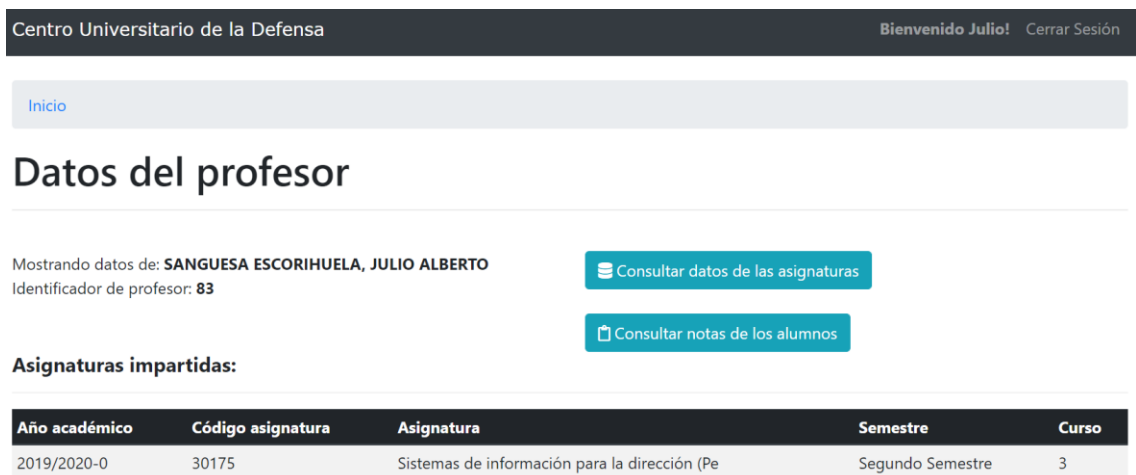 Centro Universitario de la Defensa Bienvenido Julio! Cerrar Sesión
Inicio
Datos del profesor
Mostrando datos de: SANGUESA ESCORIHUELA, JULIO ALBERTO
Identificador de profesor: 83
Consultar datos de las asignaturas
Consultar notas de los alumnos
Asignaturas impartidas:
Año académico Código asignatura Asignatura Semestre Curso
2019/2020-0 30175 Sistemas de información para la dirección (Pe Segundo Semestre 3